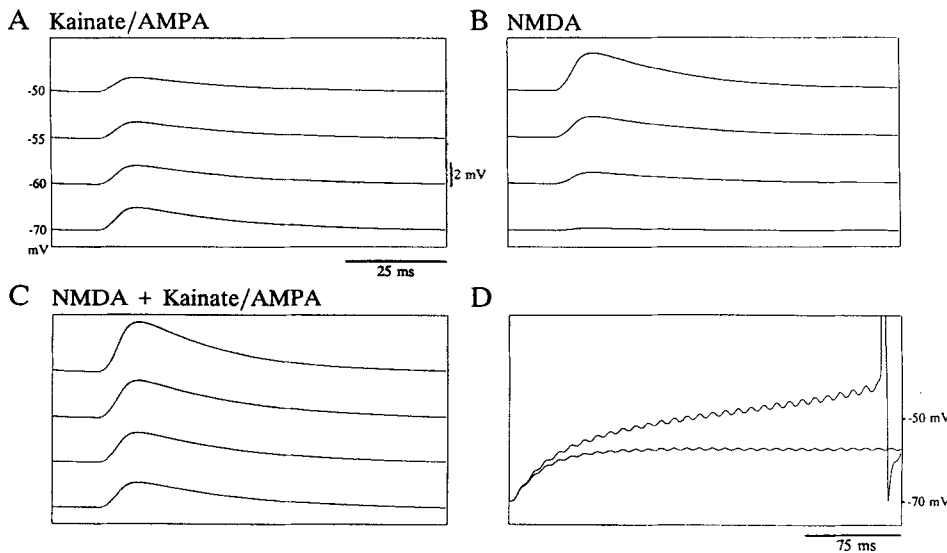 A Kainate/AMPA
-50
-55
-60
-70
mV
2 mV
25 ms
B NMDA
C NMDA + Kainate/AMPA
D
-50 mV
-70 mV
75 ms